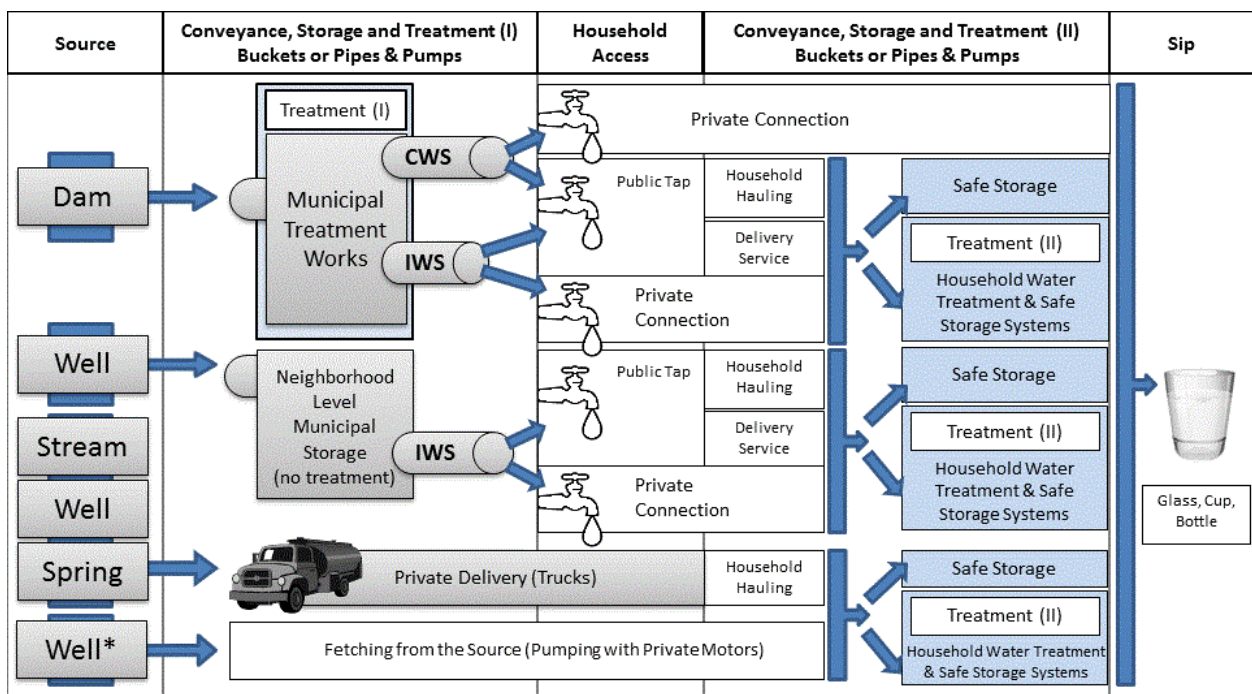 Source
Conveyance, Storage and Treatment (I)
Buckets or Pipes & Pumps
Household
Access
Conveyance, Storage and Treatment (II)
Buckets or Pipes & Pumps
Sip
Treatment (I)
Municipal
Treatment
Works
CWS
IWS
Dam
Private Connection
Public Tap
Household
Hauling
Delivery
Service
Private
Connection
Safe Storage
Treatment (II)
Household Water
Treatment & Safe
Storage Systems
Well
Neighborhood
Level
Municipal
Storage
(no treatment)
IWS
Public Tap
Household
Hauling
Delivery
Service
Private
Connection
Safe Storage
Treatment (II)
Household Water
Treatment & Safe
Storage Systems
Glass, Cup,
Bottle
Stream
Well
Spring
Private Delivery (Trucks)
Household
Hauling
Safe Storage
Treatment (II)
Household Water Treatment
& Safe Storage Systems
Well*
Fetching from the Source (Pumping with Private Motors)